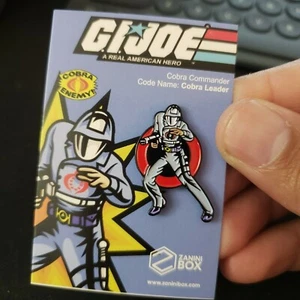 G.I.JOE
A REAL AMERICAN HERO
Cobra Commander
Code Name: Cobra Leader
COBRA
ENEMY
ZANINI
BOX
www.zaninibox.com